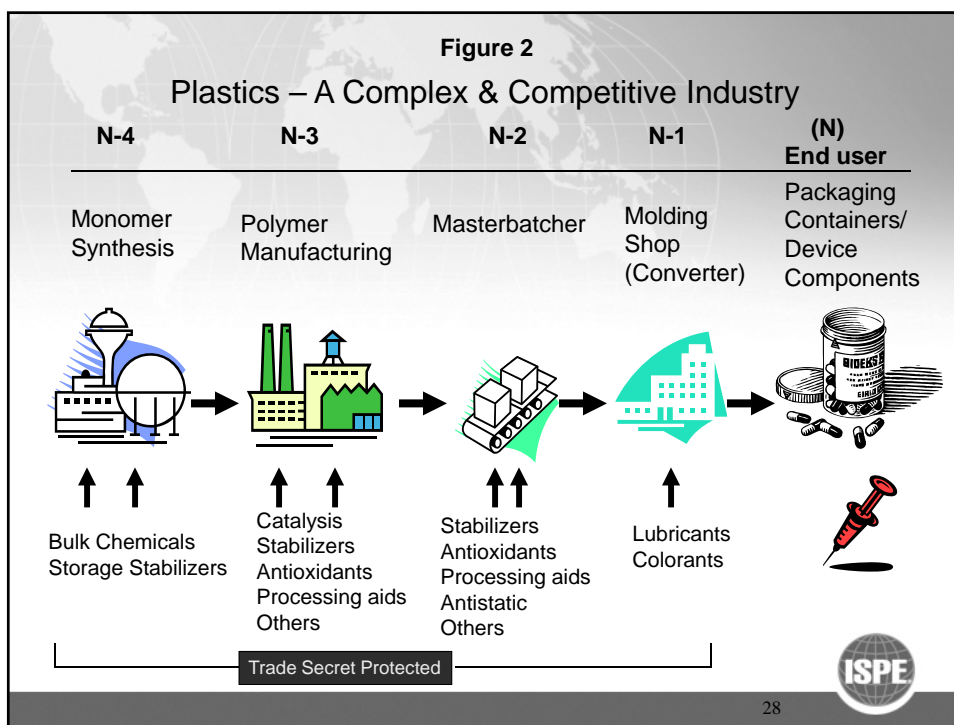 Figure 2
Plastics – A Complex & Competitive Industry
N-4
N-3
N-2
N-1
(N)
End user
Monomer
Synthesis
Polymer
Manufacturing
Masterbatcher
Molding
Shop
(Converter)
Packaging
Containers/
Device
Components
Bulk Chemicals
Storage Stabilizers
Catalysis
Stabilizers
Antioxidants
Processing aids
Others
Stabilizers
Antioxidants
Processing aids
Antistatic
Others
Lubricants
Colorants
Trade Secret Protected
ISPE
28